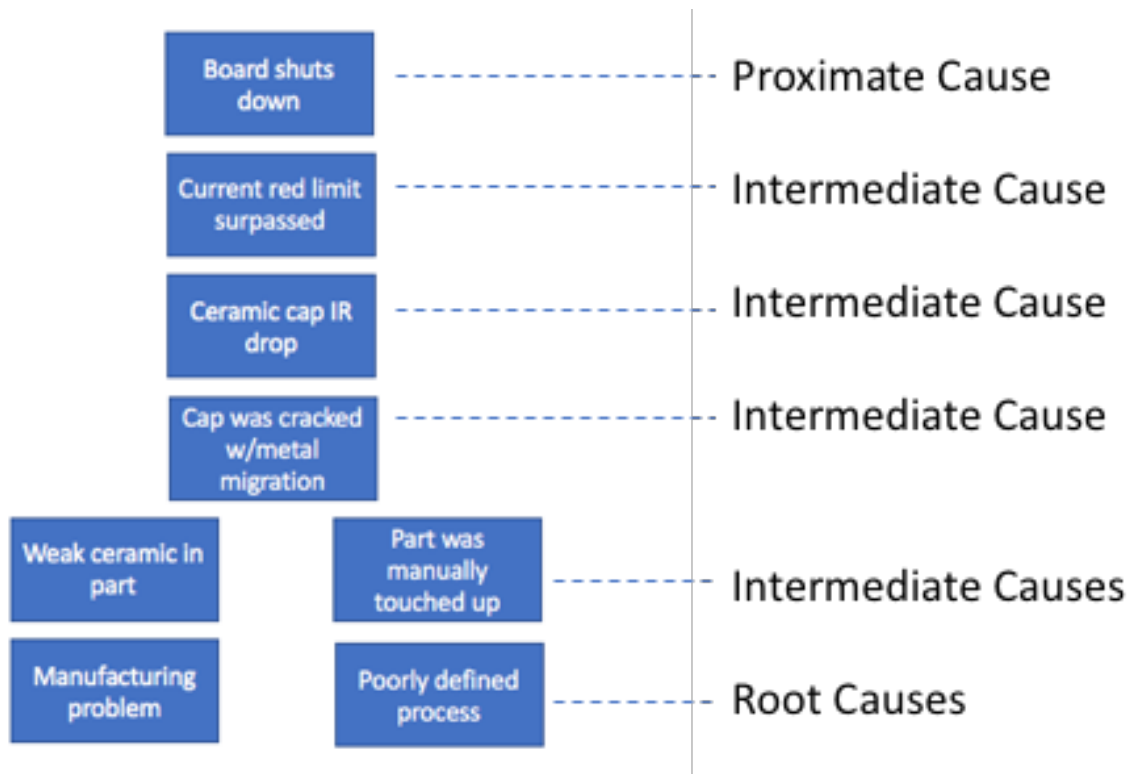 Board shuts
down
Proximate Cause
Current red limit
surpassed
Intermediate Cause
Ceramic cap IR
drop
Intermediate Cause
Cap was cracked
w/metal
migration
Intermediate Cause
Weak ceramic in
part
Part was
manually
touched up
Intermediate Causes
Manufacturing
problem
Poorly defined
process
Root Causes